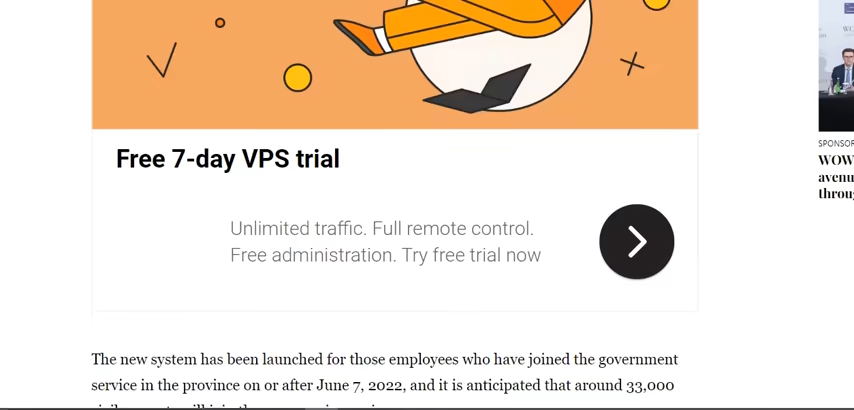 Free 7-day VPS trial
Unlimited traffic. Full remote control.
Free administration. Try free trial now
SPONSOR
WOW
avenu
throu
The new system has been launched for those employees who have joined the government
service in the province on or after June 7, 2022, and it is anticipated that around 33,000